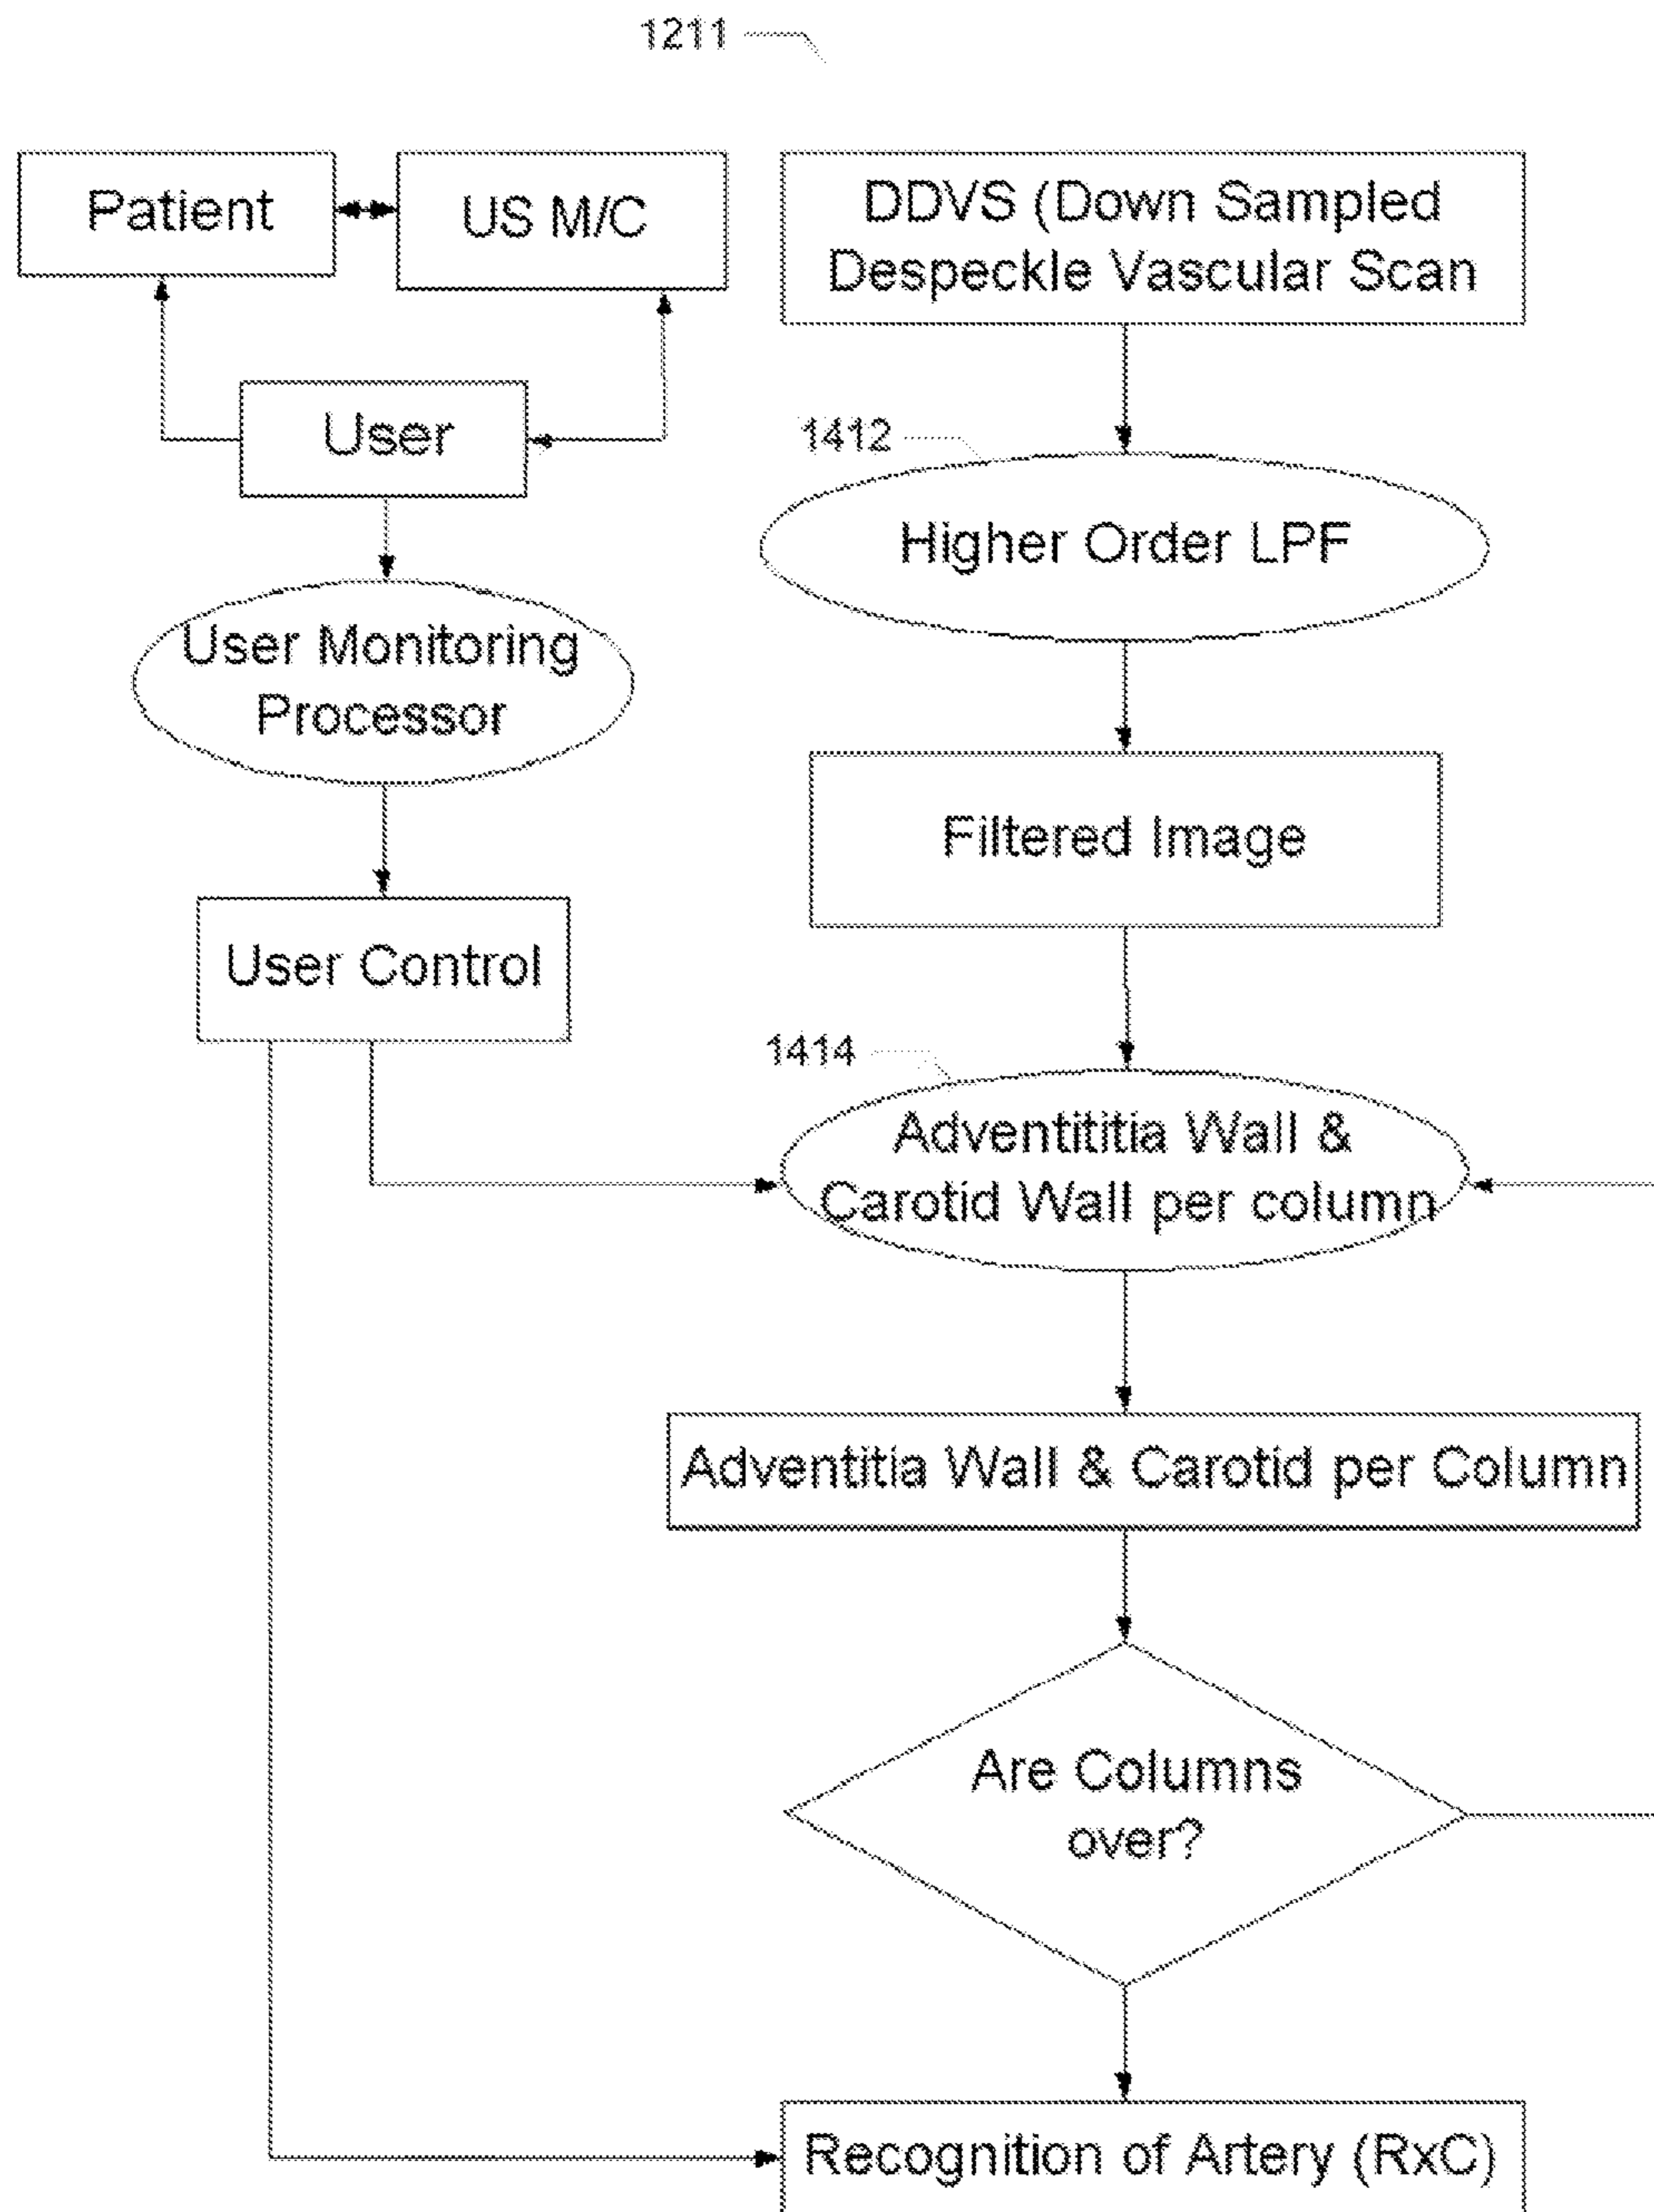 1211
Patient
US M/C
DDVS (Down Sampled
Despeckle Vascular Scan
User
1412
Higher Order LPF
User Monitoring
Processor
Filtered Image
User Control
1414
Adventititia Wall &
Carotid Wall per column
Adventitia Wall & Carotid per Column
Are Columns
over?
Recognition of Artery (RxC)